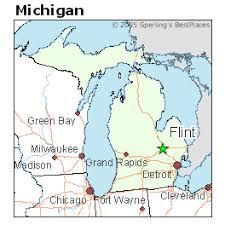 Michigan
© 2005 Sperling's BestPlaces
Green Bay
Flint
Milwaukee
Madison
Grand Rapids
Detroit
Chicago
Fort Wayne
Cleveland